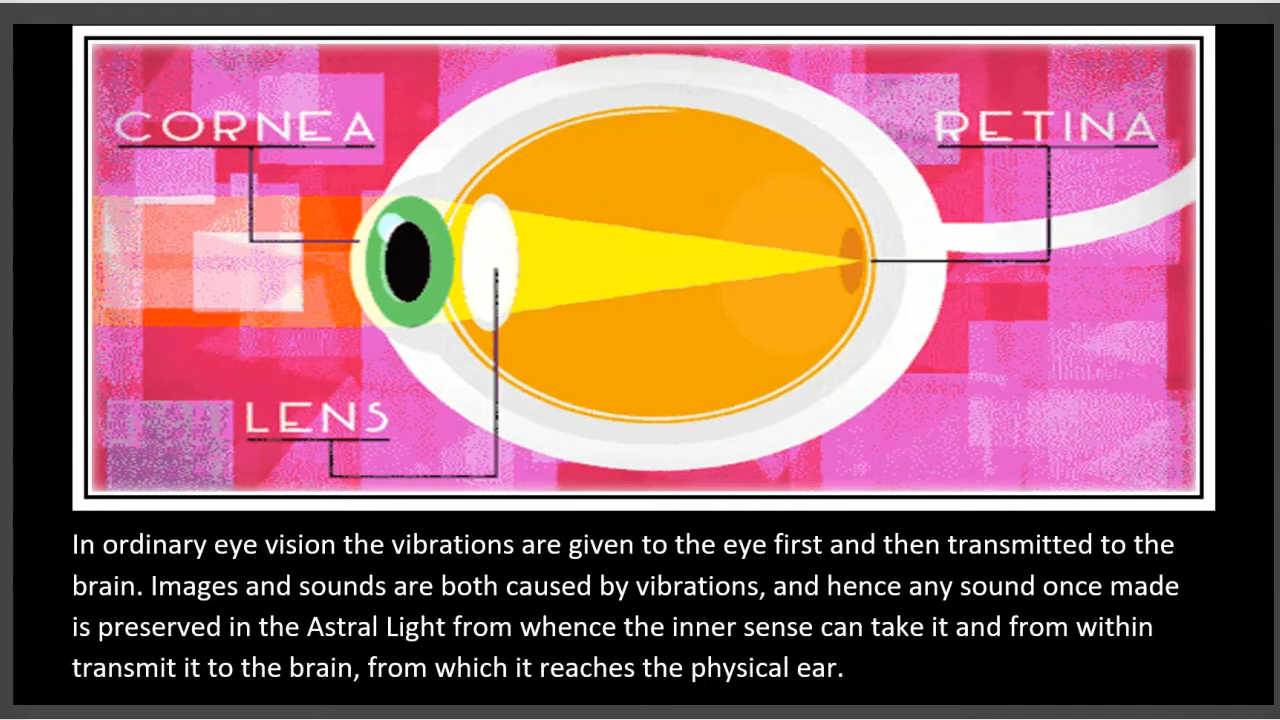 CORNEA
RETINA
LENS
In ordinary eye vision the vibrations are given to the eye first and then transmitted to the
brain. Images and sounds are both caused by vibrations, and hence any sound once made
is preserved in the Astral Light from whence the inner sense can take it and from within
transmit it to the brain, from which it reaches the physical ear.